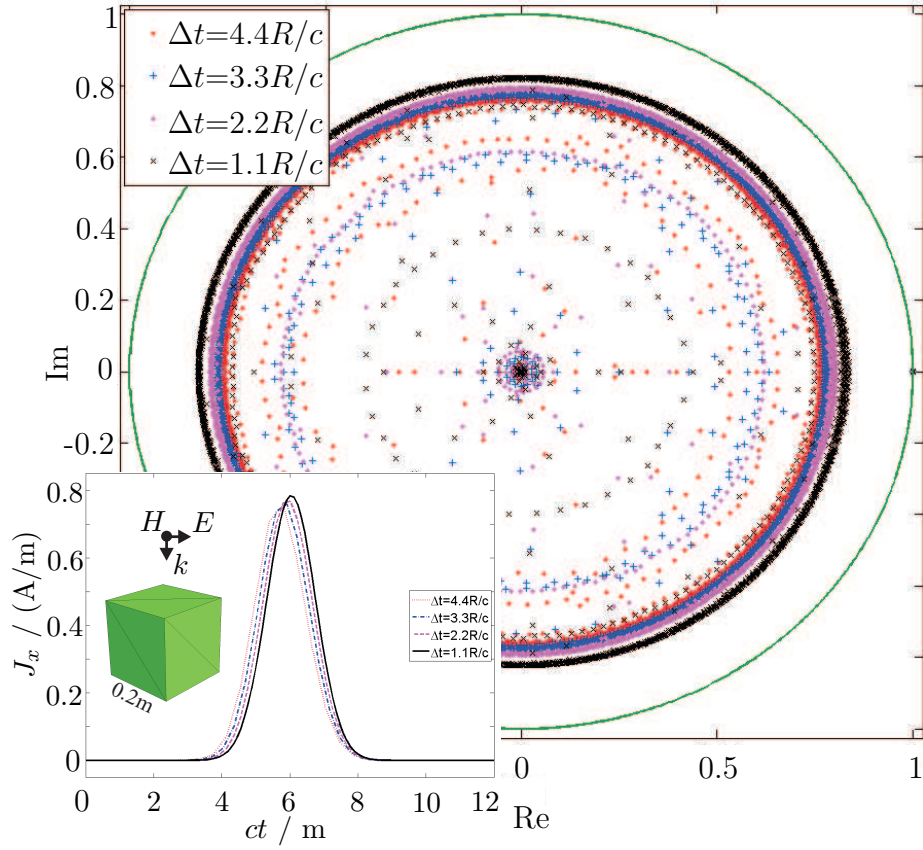 1
Δt=4.4R/c
Δt=3.3R/c
Δt=2.2R/c
Δt=1.1R/c
0.8
0.6
0.4
0.2
0
-0.2
Im
0
0.5
1
Re
0.8
0.6
0.4
0.2
0
J_x / (A/m)
H
E
k
0.2m
Δt=4.4R/c
Δt=3.3R/c
Δt=2.2R/c
Δt=1.1R/c
0
2
4
6
8
10
12
ct / m